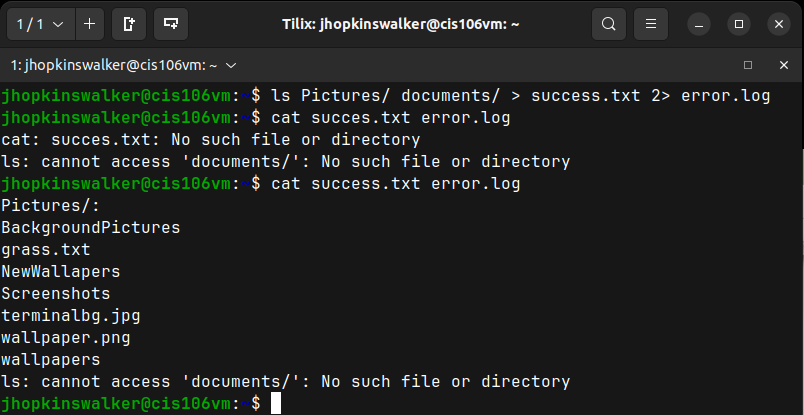 1 / 1
Tilix: jhopkinswalker@cis106vm: ~
1: jhopkinswalker@cis106vm: ~
jhopkinswalker@cis106vm:~$ ls Pictures/ documents/ > success.txt 2> error.log
jhopkinswalker@cis106vm:~$ cat succes.txt error.log
cat: succes.txt: No such file or directory
ls: cannot access 'documents/': No such file or directory
jhopkinswalker@cis106vm:~$ cat success.txt error.log
Pictures/:
BackgroundPictures
grass.txt
NewWallapers
Screenshots
terminalbg.jpg
wallpaper.png
wallpapers
ls: cannot access 'documents/': No such file or directory
jhopkinswalker@cis106vm:~$